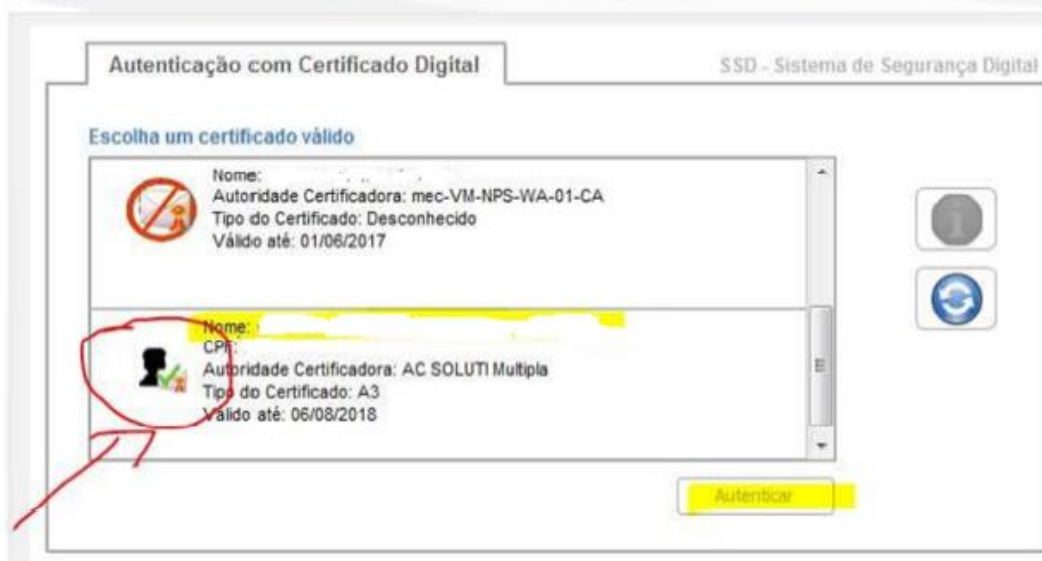 Autenticação com Certificado Digital
SSD - Sistema de Segurança Digital
Escolha um certificado válido
Nome:
Autoridade Certificadora: mec-VM-NPS-WA-01-CA
Tipo do Certificado: Desconhecido
Válido até: 01/06/2017
Nome:
CPF:
Autoridade Certificadora: AC SOLUTI Multipla
Tipo do Certificado: A3
Válido até: 06/08/2018
Autenticar